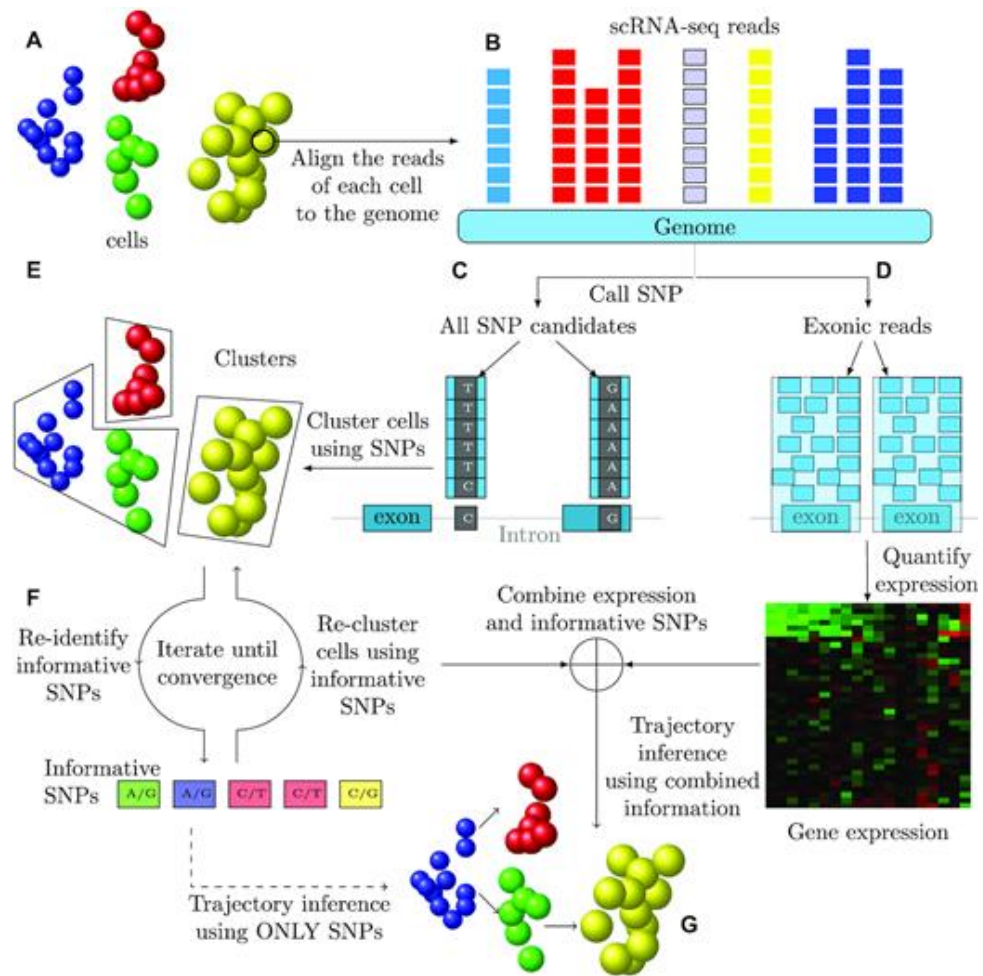 A
B
scRNA-seq reads
Align the reads
of each cell
to the genome
cells
Genome
E
C
D
Call SNP
All SNP candidates
Exonic reads
Clusters
Cluster cells
using SNPs
T
T
T
T
T
C
C
G
A
A
A
A
A
G
exon
Intron
exon
exon
Quantify
expression
F
Re-identify
informative
SNPs
Iterate until
convergence
Re-cluster
cells using
informative
SNPs
Combine expression
and informative SNPs
Trajectory
inference
using combined
information
Gene expression
Informative
SNPs
A/G
A/G
C/T
C/T
C/G
Trajectory inference
using ONLY SNPs
G